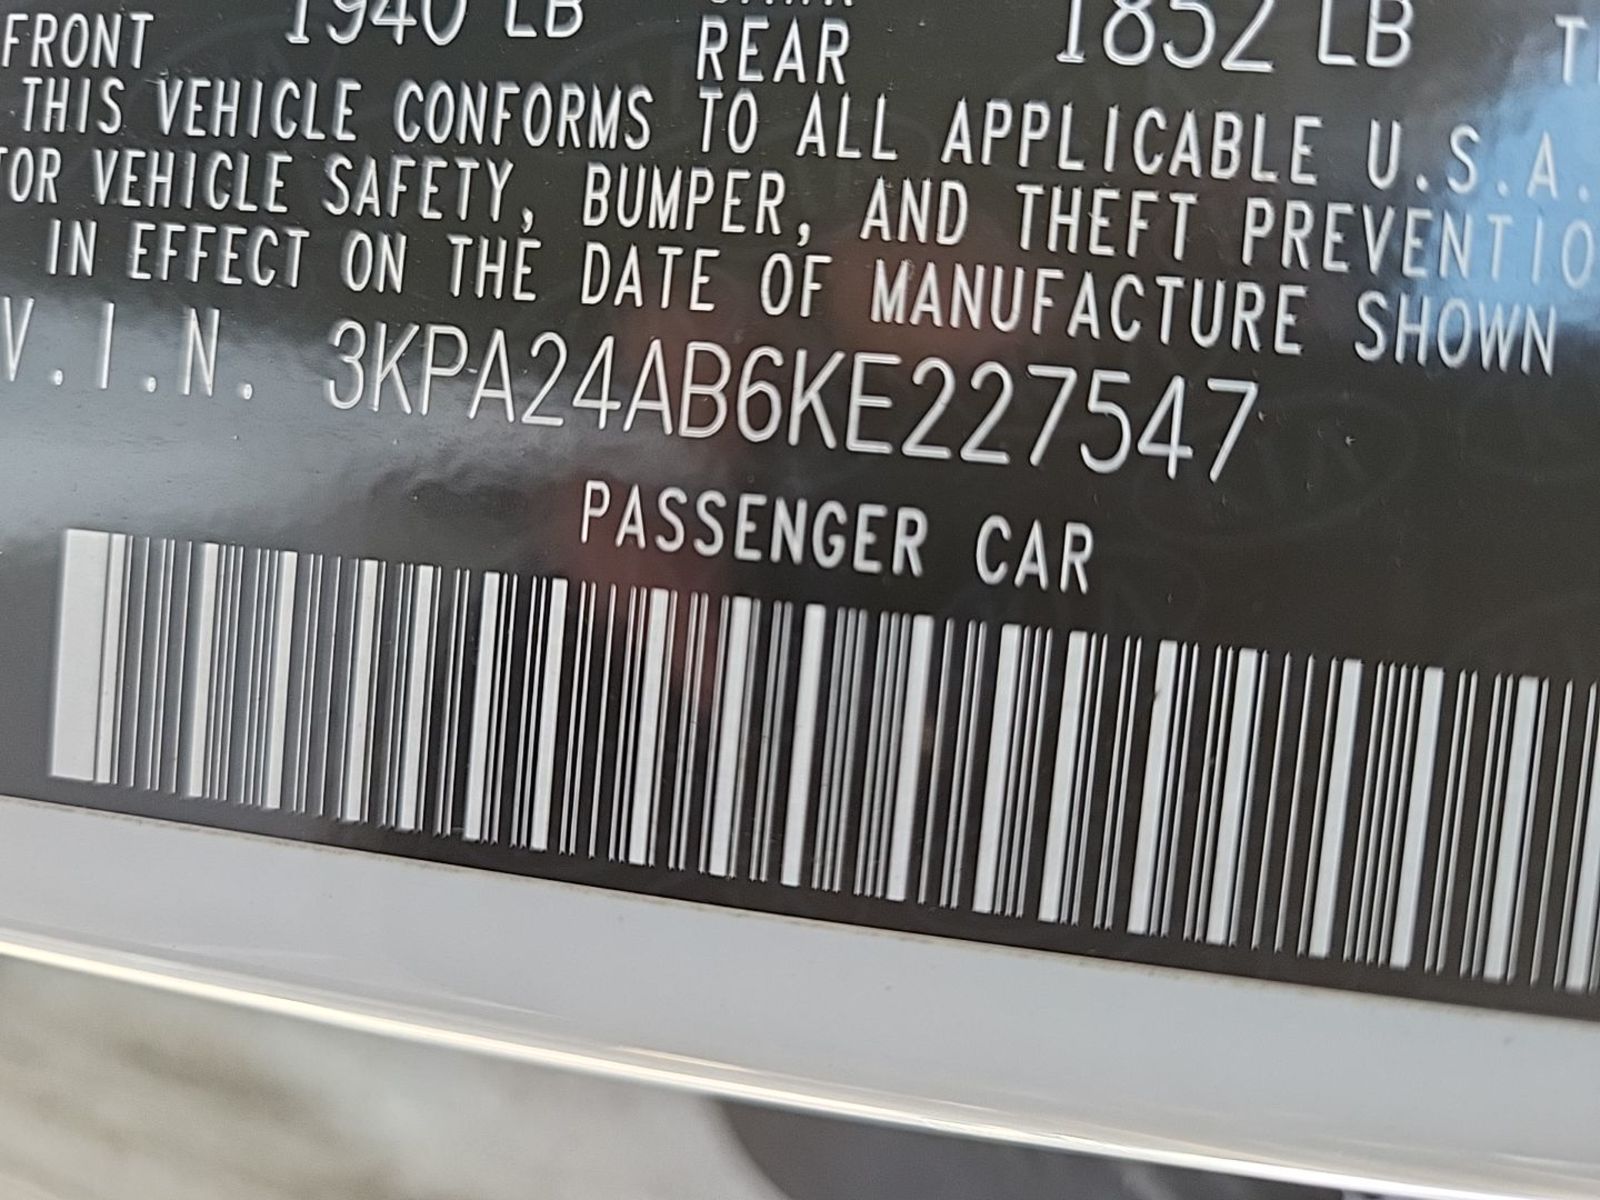 FRONT 1940 LB REAR 1852 LB
THIS VEHICLE CONFORMS TO ALL APPLICABLE U.S.A.
VEHICLE SAFETY, BUMPER, AND THEFT
IN EFFECT ON THE DATE OF MANUFACTURE SHOWN
V.I.N. 3KPA24AB6KE227547
PASSENGER CAR